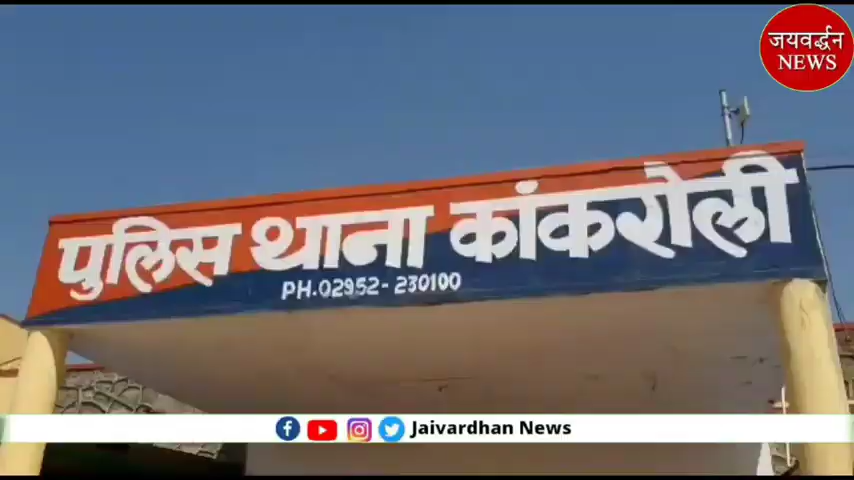 जयवर्द्धन
NEWS
पुलिस थाना कांकरोली
PH.02952-230100
Jaivardhan News